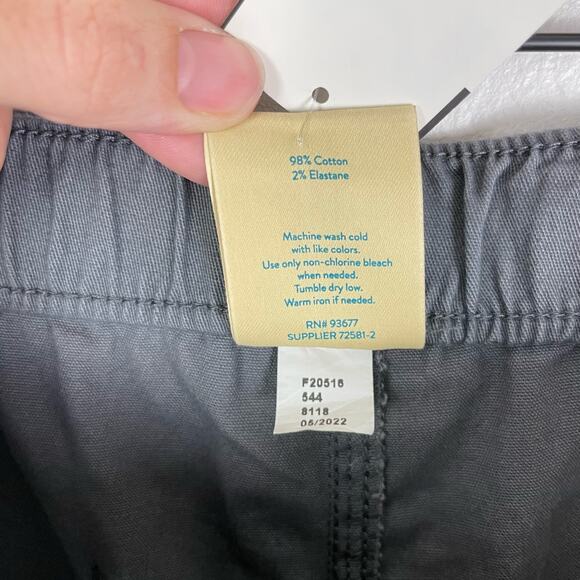 98% Cotton
2% Elastane
Machine wash cold
with like colors.
Use only non-chlorine bleach
when needed.
Tumble dry low.
Warm iron if needed.
RN# 93677
SUPPLIER 72581-2
F20516
544
8118
05/2022